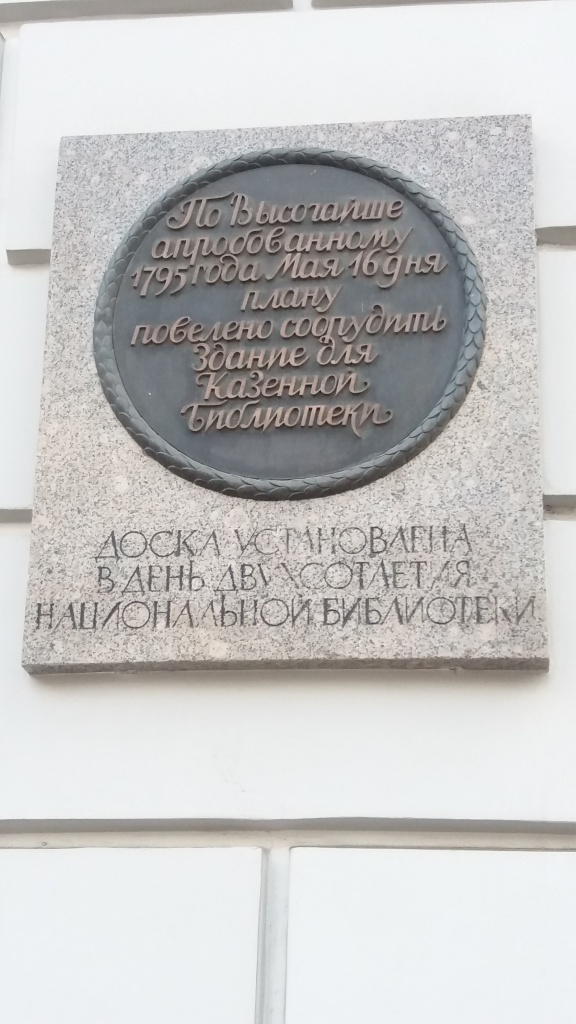 По Высочайше
апробованному
1795 года Мая 16 дня
плану
повелено соорудить
Здание для
Казенной
Библиотеки
ДОСКА УСТАНОВЛЕНА
В ДЕНЬ ДВУХСОТЛЕТИЯ
НАЦИОНАЛЬНОЙ БИБЛИОТЕКИ